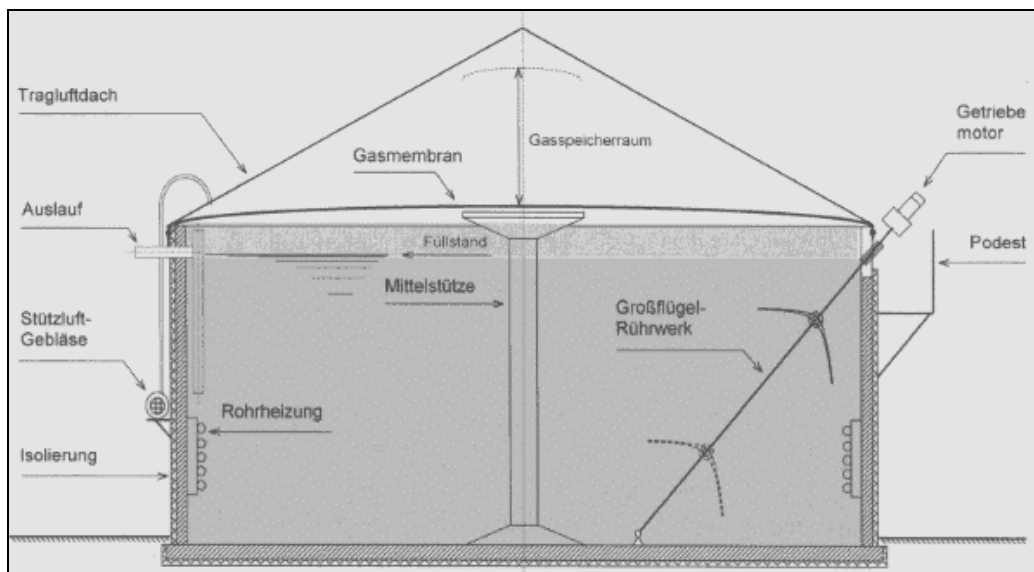 Tragluftdach
Getriebe
motor
Gasspeicherraum
Gasmembran
Auslauf
Podest
Füllstand
Mittelstütze
Großflügel-
Rührwerk
Stützluft-
Gebläse
Rohrheizung
Isolierung